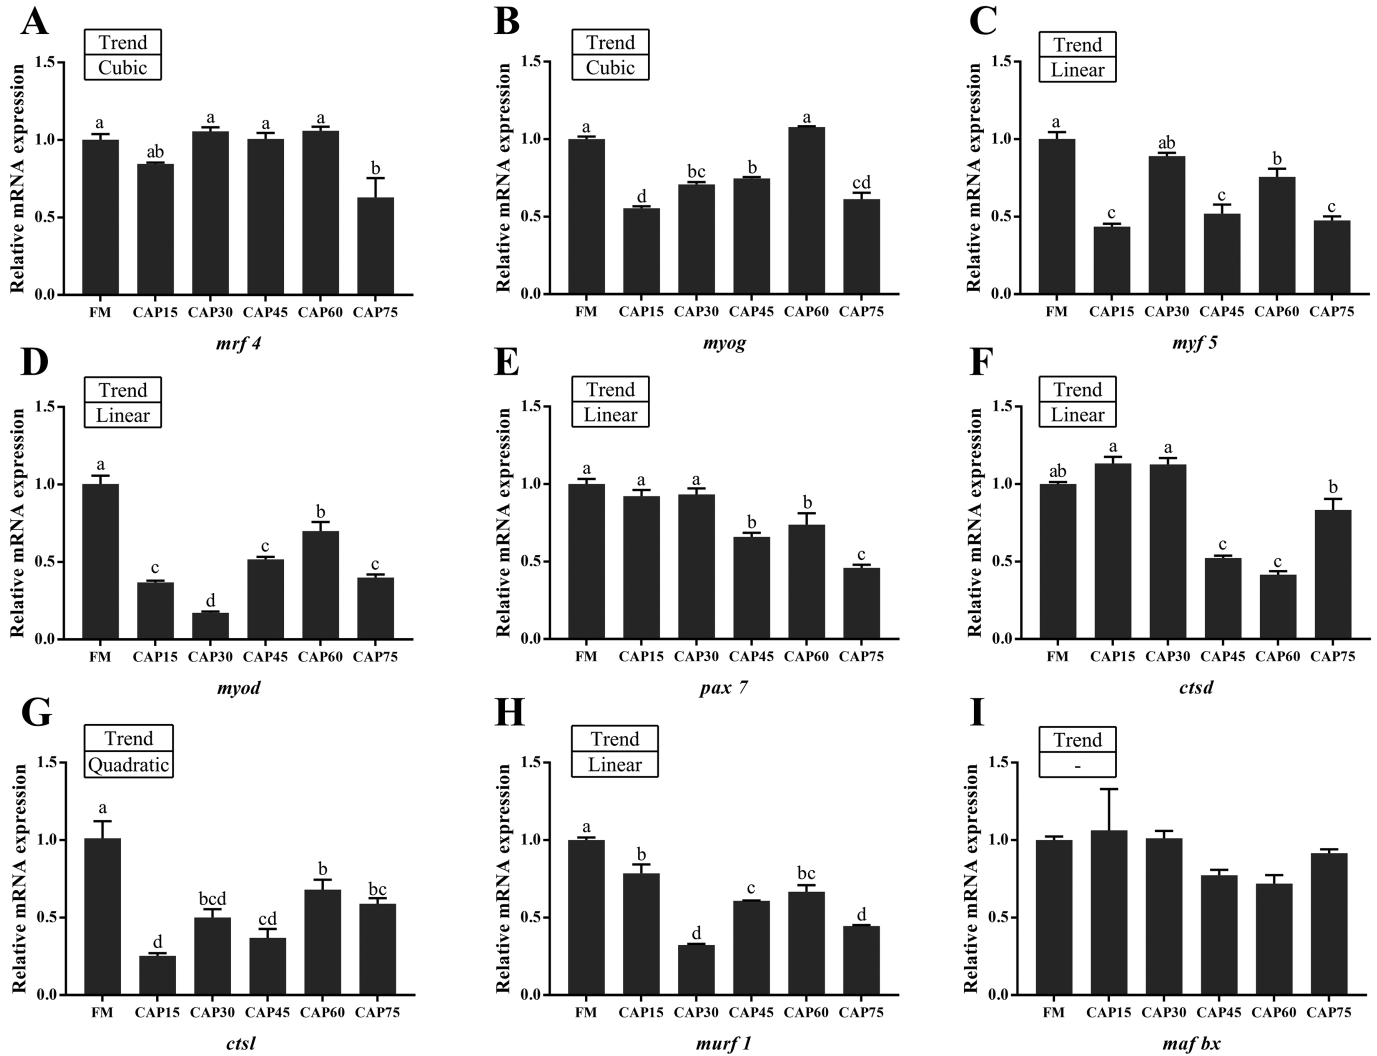 A
Trend
Cubic
Relative mRNA expression
1.5
1.0
0.5
0.0
a
ab
a
a
a
b
FM CAP15 CAP30 CAP45 CAP60 CAP75
mrf 4
B
Trend
Cubic
Relative mRNA expression
1.5
1.0
0.5
0.0
a
d
bc
b
a
cd
FM CAP15 CAP30 CAP45 CAP60 CAP75
myog
C
Trend
Linear
Relative mRNA expression
1.5
1.0
0.5
0.0
a
c
ab
c
b
c
FM CAP15 CAP30 CAP45 CAP60 CAP75
myf 5
D
Trend
Linear
Relative mRNA expression
1.5
1.0
0.5
0.0
a
c
d
c
b
c
FM CAP15 CAP30 CAP45 CAP60 CAP75
myod
E
Trend
Linear
Relative mRNA expression
1.5
1.0
0.5
0.0
a
a
a
b
b
c
FM CAP15 CAP30 CAP45 CAP60 CAP75
pax 7
F
Trend
Linear
Relative mRNA expression
1.5
1.0
0.5
0.0
ab
a
a
c
c
b
FM CAP15 CAP30 CAP45 CAP60 CAP75
ctsd
G
Trend
Quadratic
Relative mRNA expression
1.5
1.0
0.5
0.0
a
d
bcd
cd
b
bc
FM CAP15 CAP30 CAP45 CAP60 CAP75
ctsl
H
Trend
Linear
Relative mRNA expression
1.5
1.0
0.5
0.0
a
b
d
c
bc
d
FM CAP15 CAP30 CAP45 CAP60 CAP75
murf 1
I
Trend
-
Relative mRNA expression
1.5
1.0
0.5
0.0
FM CAP15 CAP30 CAP45 CAP60 CAP75
maf bx